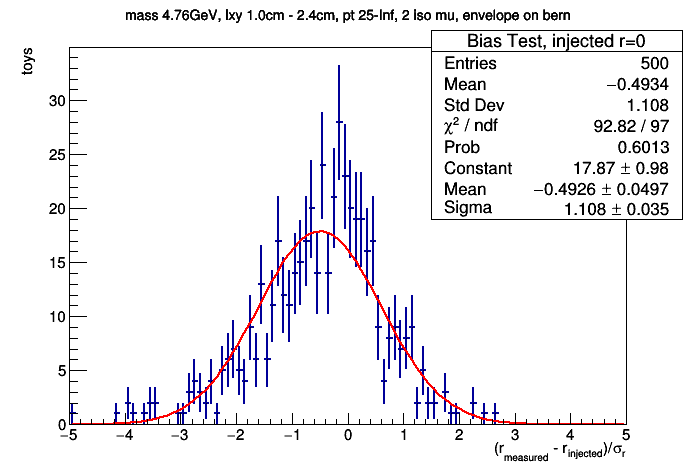 mass 4.76GeV, lxy 1.0cm - 2.4cm, pt 25-Inf, 2 Iso mu, envelope on bern
Bias Test, injected r=0
Entries 500
Mean −0.4934
Std Dev 1.108
χ² / ndf 92.82 / 97
Prob 0.6013
Constant 17.87 ± 0.98
Mean −0.4926 ± 0.0497
Sigma 1.108 ± 0.035
toys
30
25
20
15
10
5
0
−5 −4 −3 −2 −1 0 1 2 3 4 5
(r_measured - r_injected)/σ_r